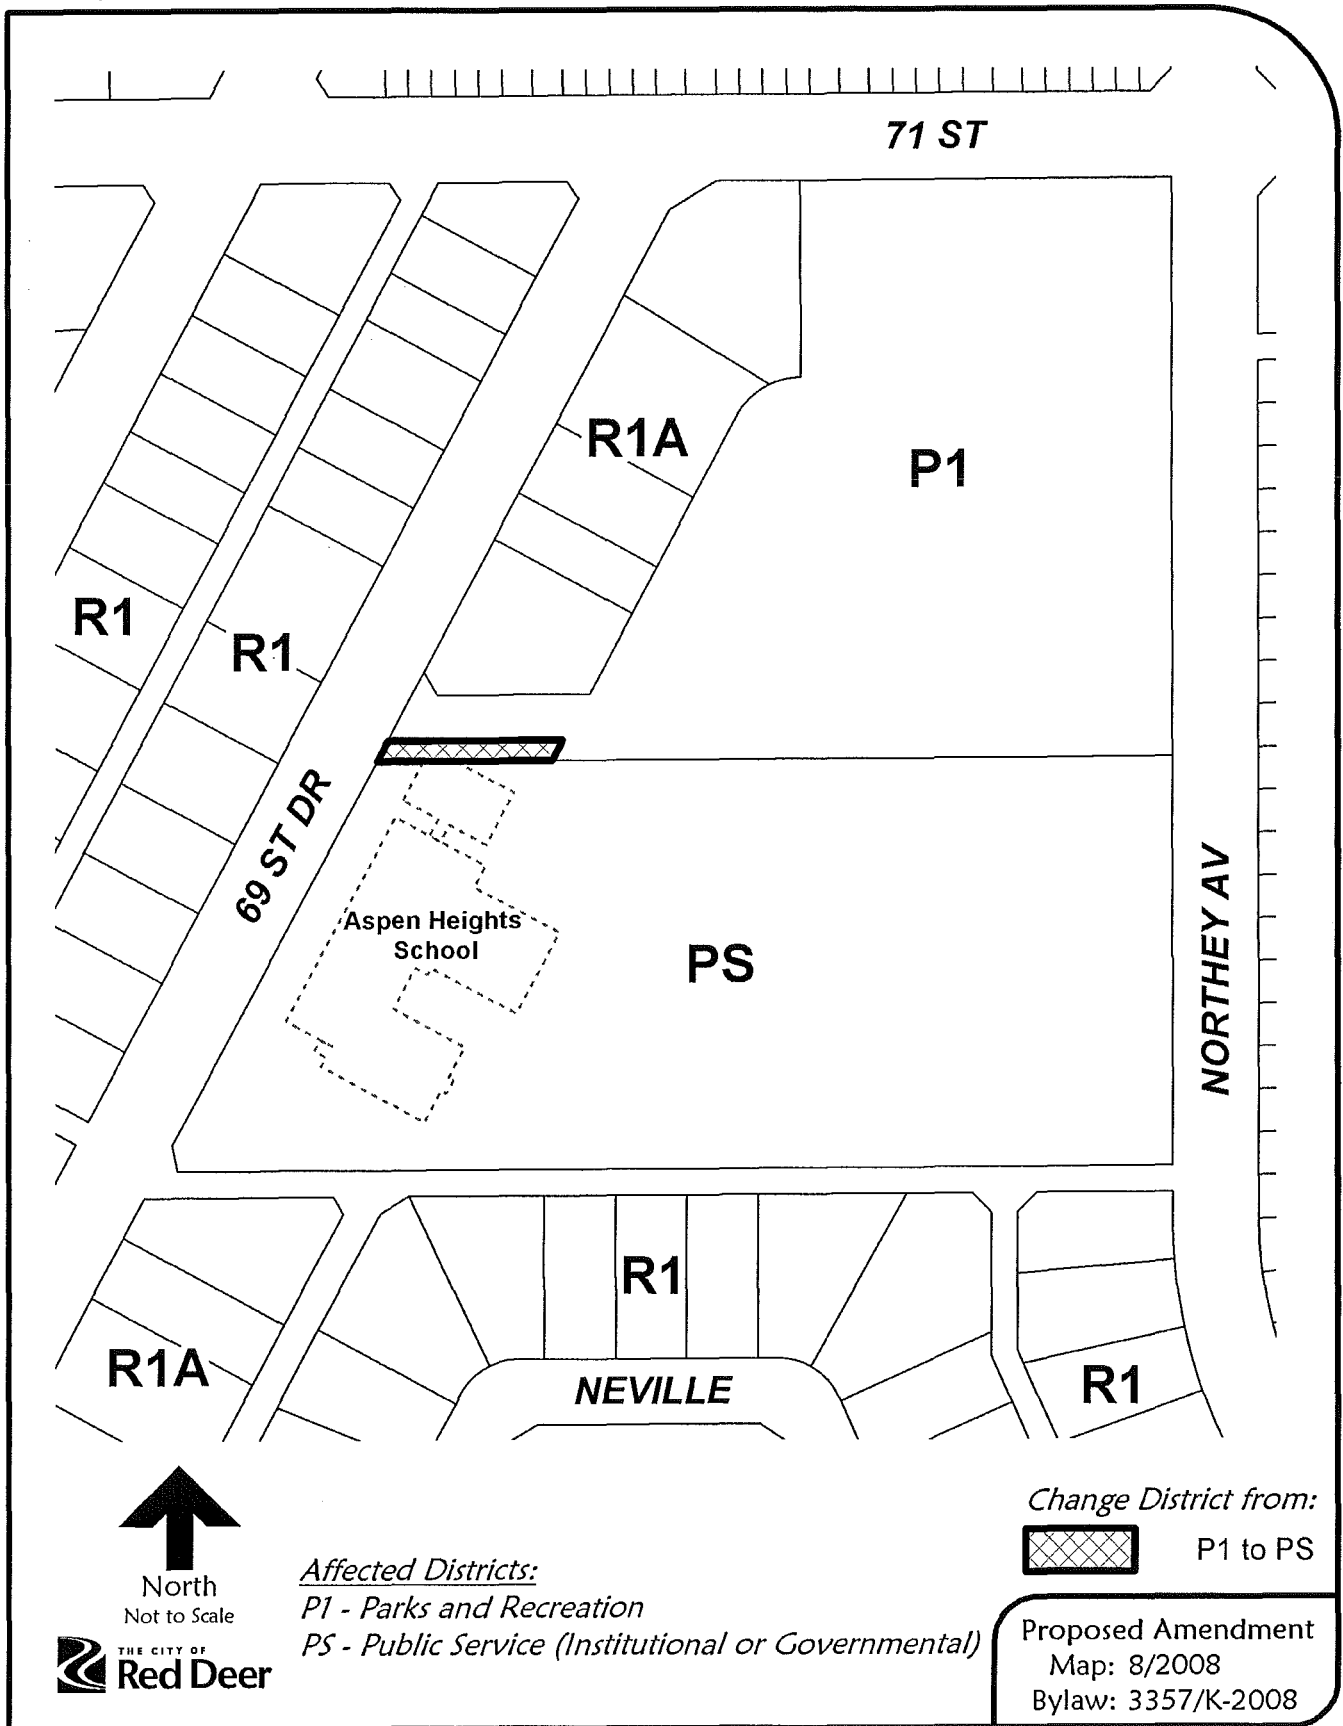 71 ST
R1A
P1
R1
R1
69 ST DR
Aspen Heights
School
PS
NORTHEY AV
R1
R1A
NEVILLE
R1
North
Not to Scale
THE CITY OF
Red Deer
Affected Districts:
P1 - Parks and Recreation
PS - Public Service (Institutional or Governmental)
Change District from:
P1 to PS
Proposed Amendment
Map: 8/2008
Bylaw: 3357/K-2008